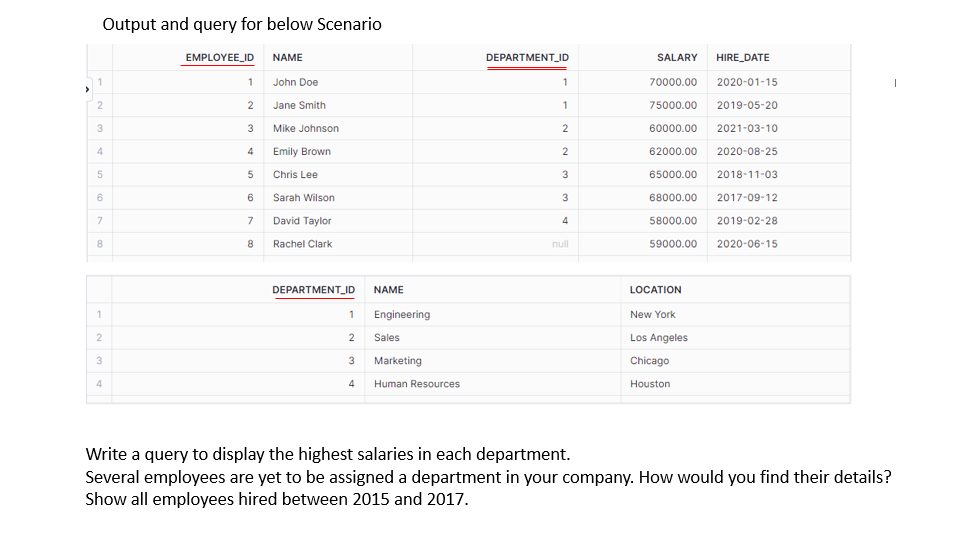 Output and query for below Scenario
EMPLOYEE_ID NAME DEPARTMENT_ID SALARY HIRE_DATE
1 1 John Doe 1 70000.00 2020-01-15
2 2 Jane Smith 1 75000.00 2019-05-20
3 3 Mike Johnson 2 60000.00 2021-03-10
4 4 Emily Brown 2 62000.00 2020-08-25
5 5 Chris Lee 3 65000.00 2018-11-03
6 6 Sarah Wilson 3 68000.00 2017-09-12
7 7 David Taylor 4 58000.00 2019-02-28
8 8 Rachel Clark null 59000.00 2020-06-15
DEPARTMENT_ID NAME LOCATION
1 1 Engineering New York
2 2 Sales Los Angeles
3 3 Marketing Chicago
4 4 Human Resources Houston
Write a query to display the highest salaries in each department.
Several employees are yet to be assigned a department in your company. How would you find their details?
Show all employees hired between 2015 and 2017.